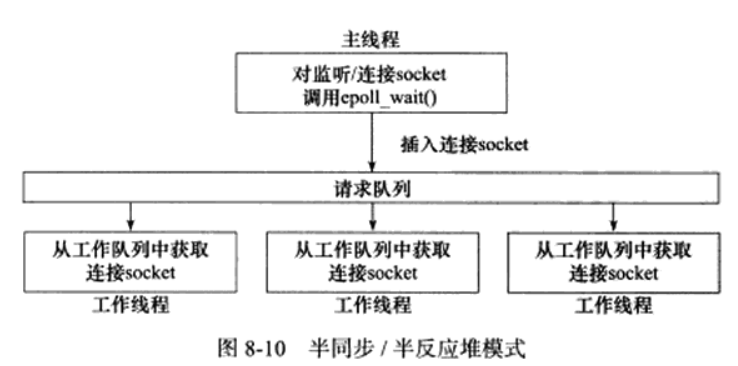 主线程
对监听/连接socket
调用epoll_wait()
插入连接socket
请求队列
从工作队列中获取
连接socket
工作线程
从工作队列中获取
连接socket
工作线程
从工作队列中获取
连接socket
工作线程
图 8-10 半同步 / 半反应堆模式